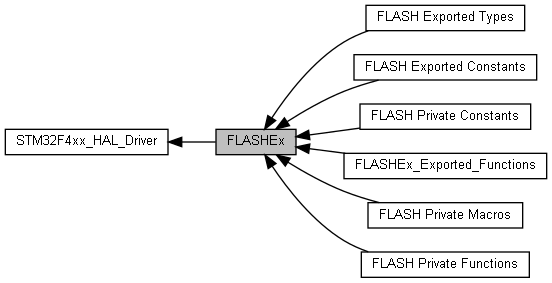 FLASH Exported Types
FLASH Exported Constants
FLASH Private Constants
STM32F4xx_HAL_Driver
FLASHEx
FLASHEx_Exported_Functions
FLASH Private Macros
FLASH Private Functions